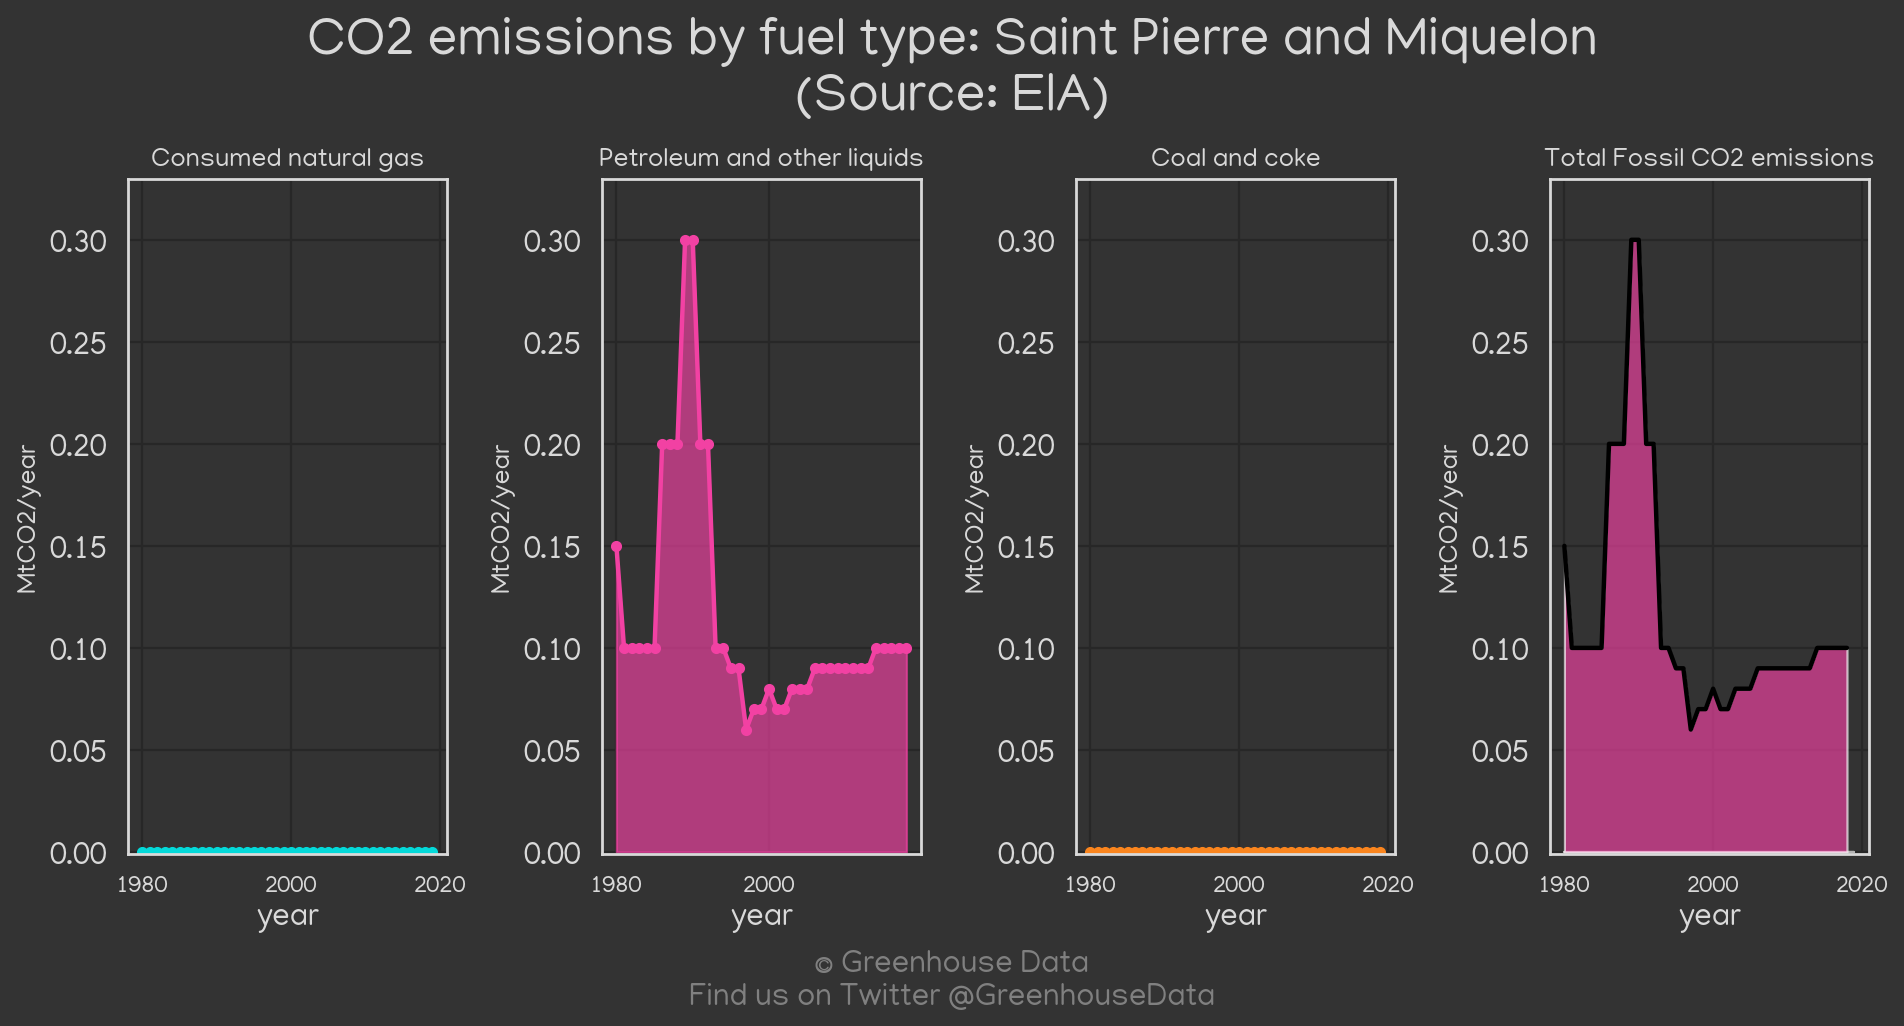 CO2 emissions by fuel type: Saint Pierre and Miquelon
(Source: EIA)
Consumed natural gas
MtCO2/year
0.30
0.25
0.20
0.15
0.10
0.05
0.00
1980 2000 2020
year
Petroleum and other liquids
MtCO2/year
0.30
0.25
0.20
0.15
0.10
0.05
0.00
1980 2000
year
Coal and coke
MtCO2/year
0.30
0.25
0.20
0.15
0.10
0.05
0.00
1980 2000 2020
year
Total Fossil CO2 emissions
MtCO2/year
0.30
0.25
0.20
0.15
0.10
0.05
0.00
1980 2000 2020
year
© Greenhouse Data
Find us on Twitter @GreenhouseData